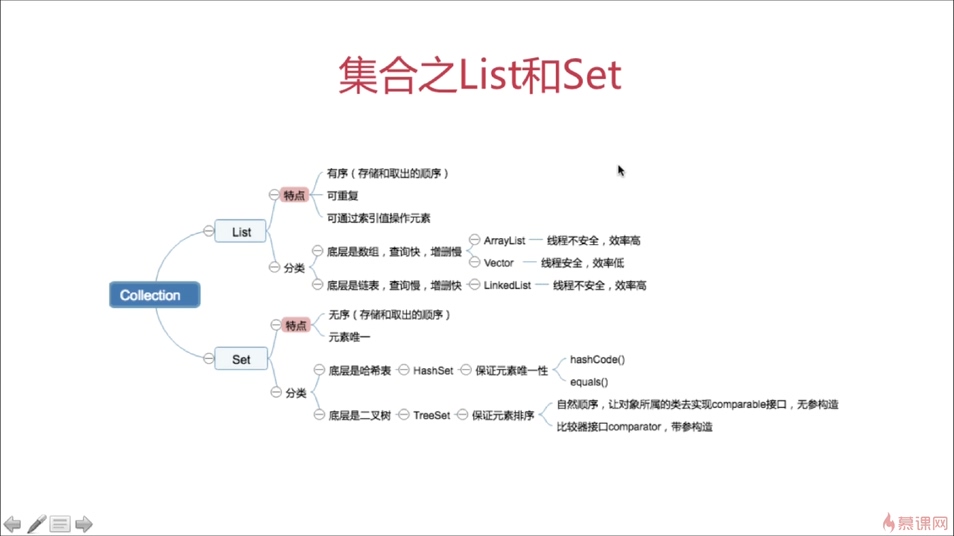 集合之List和Set
Collection
List
特点
有序（存储和取出的顺序）
可重复
可通过索引值操作元素
分类
底层是数组，查询快，增删慢
ArrayList
线程不安全，效率高
Vector
线程安全，效率低
底层是链表，查询慢，增删快
LinkedList
线程不安全，效率高
Set
特点
无序（存储和取出的顺序）
元素唯一
分类
底层是哈希表
HashSet
保证元素唯一性
hashCode()
equals()
底层是二叉树
TreeSet
保证元素排序
自然顺序，让对象所属的类去实现comparable接口，无参构造
比较器接口comparator，带参构造
慕课网